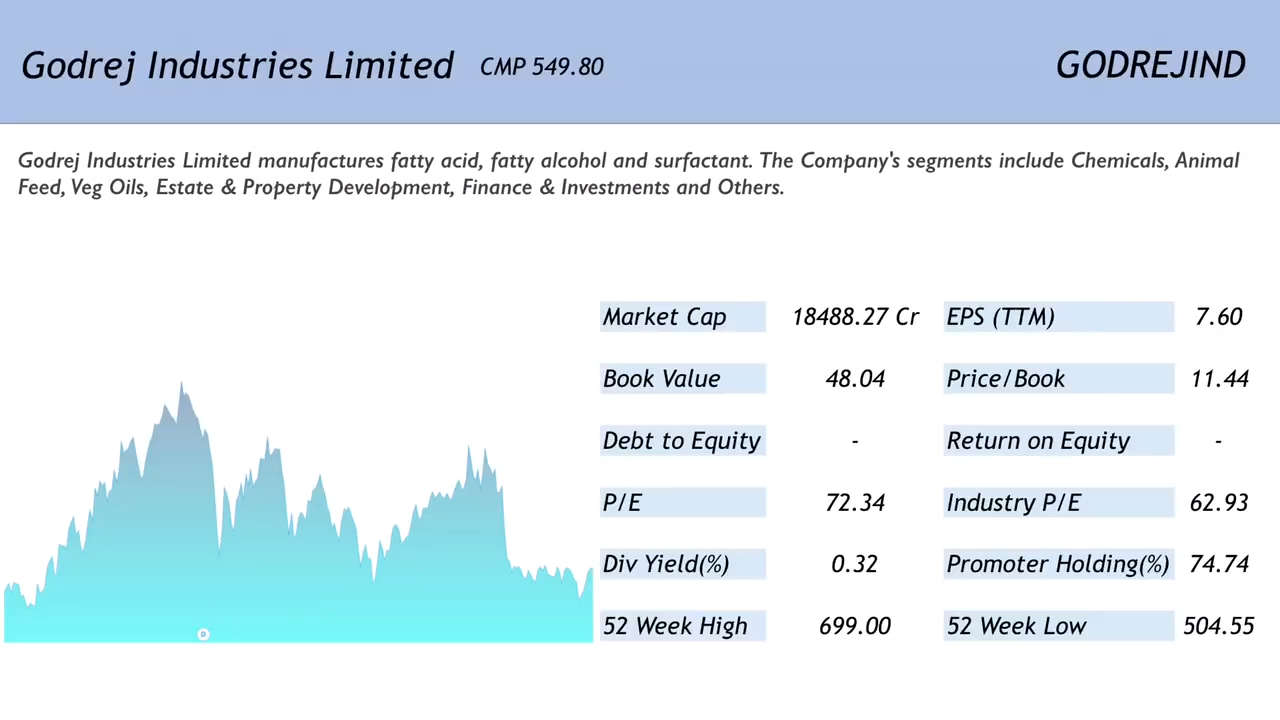 Godrej Industries Limited CMP 549.80 GODREJIND
Godrej Industries Limited manufactures fatty acid, fatty alcohol and surfactant. The Company's segments include Chemicals, Animal
Feed, Veg Oils, Estate & Property Development, Finance & Investments and Others.
Market Cap 18488.27 Cr EPS (TTM) 7.60
Book Value 48.04 Price/Book 11.44
Debt to Equity - Return on Equity -
P/E 72.34 Industry P/E 62.93
Div Yield(%) 0.32 Promoter Holding(%) 74.74
52 Week High 699.00 52 Week Low 504.55
D